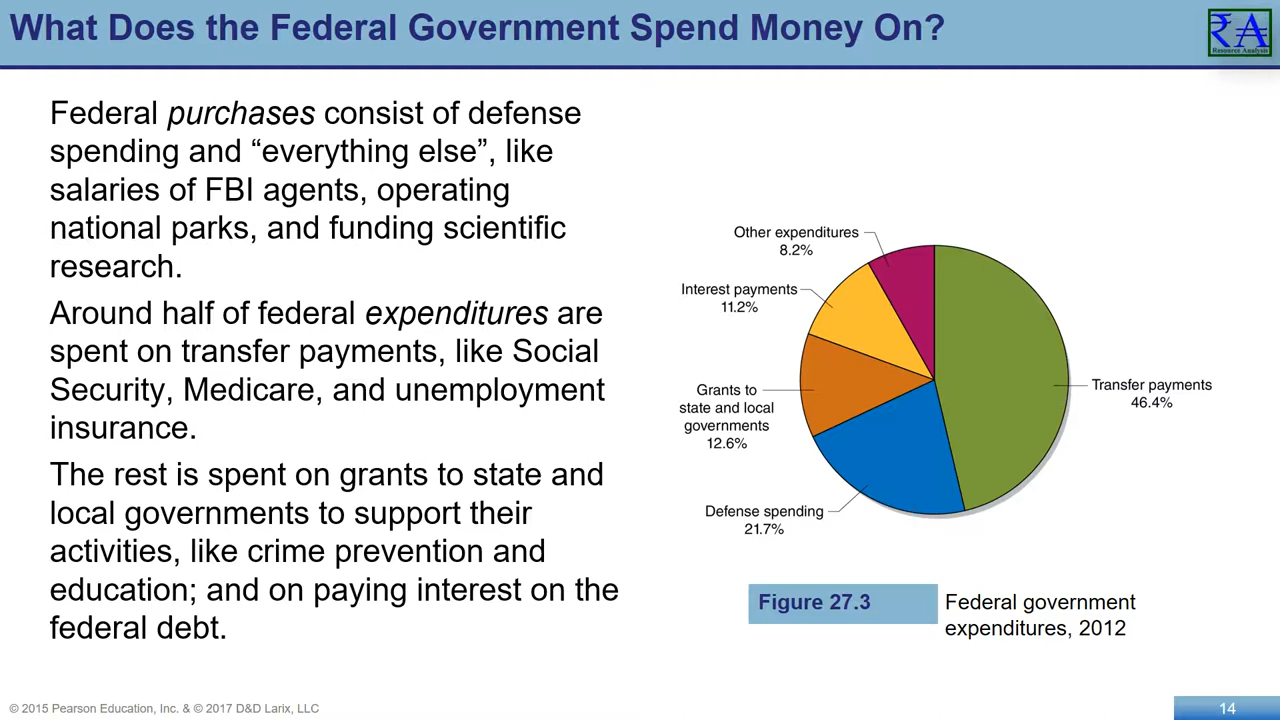 What Does the Federal Government Spend Money On?
₹A
Resource Analysis
Federal purchases consist of defense
spending and “everything else”, like
salaries of FBI agents, operating
national parks, and funding scientific
research.
Around half of federal expenditures are
spent on transfer payments, like Social
Security, Medicare, and unemployment
insurance.
The rest is spent on grants to state and
local governments to support their
activities, like crime prevention and
education; and on paying interest on the
federal debt.
Other expenditures
8.2%
Interest payments
11.2%
Grants to
state and local
governments
12.6%
Defense spending
21.7%
Transfer payments
46.4%
Figure 27.3
Federal government
expenditures, 2012
© 2015 Pearson Education, Inc. & © 2017 D&D Larix, LLC
14